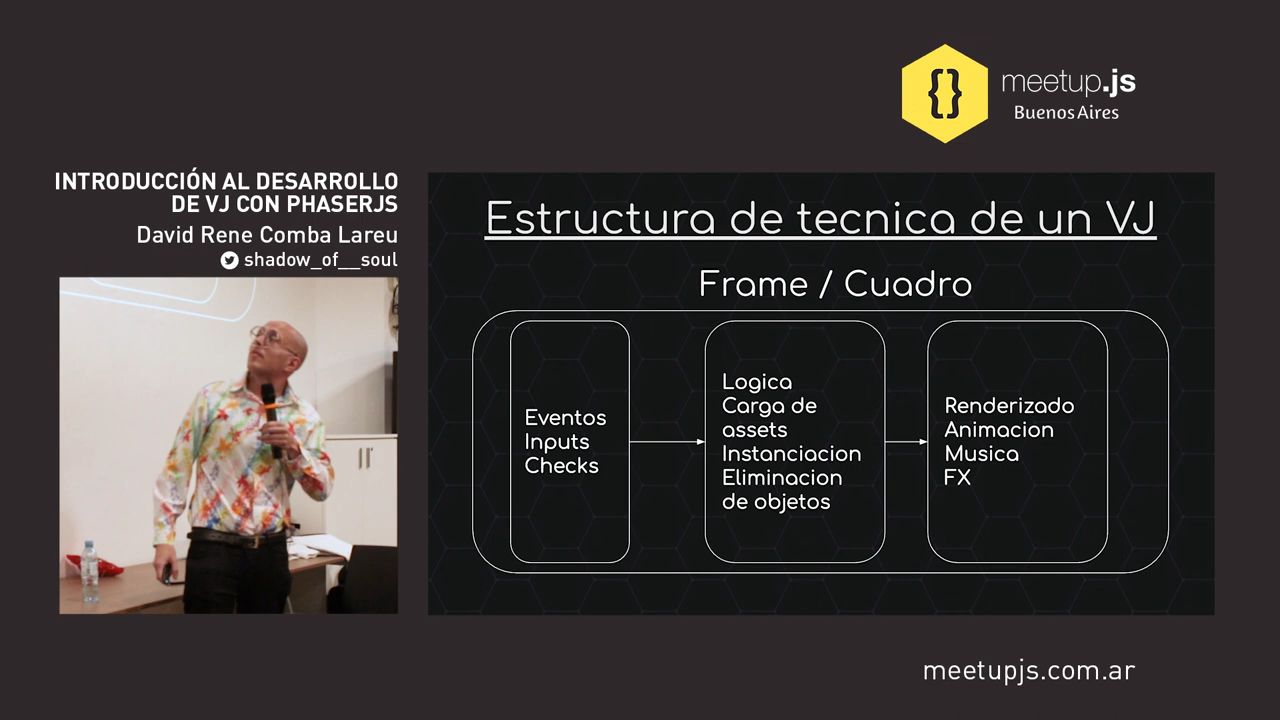 {} meetup.js
Buenos Aires
INTRODUCCIÓN AL DESARROLLO
DE VJ CON PHASERJS
David Rene Comba Lareu
shadow_of__soul
Estructura de tecnica de un VJ
Frame / Cuadro
Eventos
Inputs
Checks
Logica
Carga de
assets
Instanciacion
Eliminacion
de objetos
Renderizado
Animacion
Musica
FX
meetupjs.com.ar